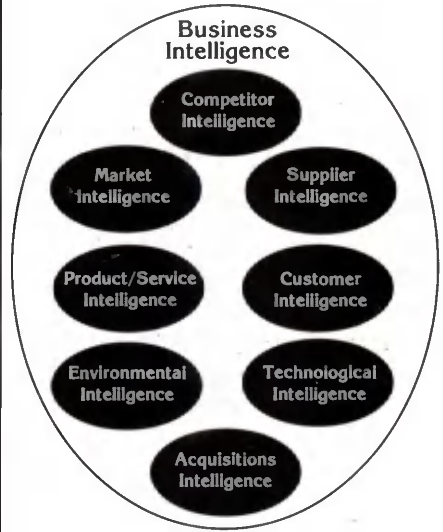 Business
Intelligence
Competitor
Intelligence
Market
Intelligence
Supplier
Intelligence
Product/Service
Intelligence
Customer
Intelligence
Environmental
Intelligence
Technological
Intelligence
Acquisitions
Intelligence